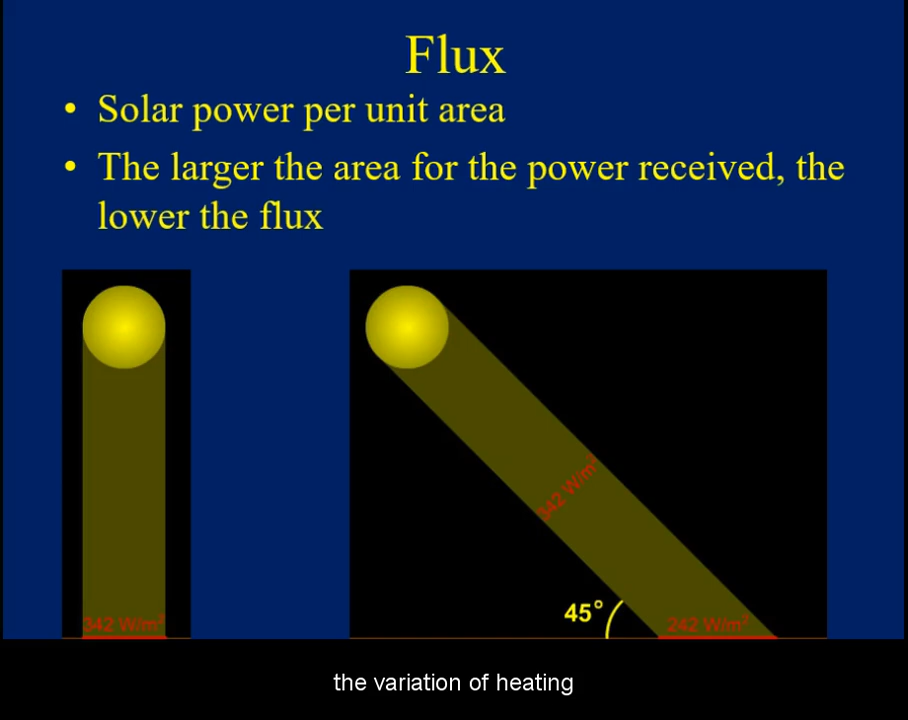 Flux
• Solar power per unit area
• The larger the area for the power received, the
lower the flux
342 W/m²
342 W/m²
45°
242 W/m²
the variation of heating